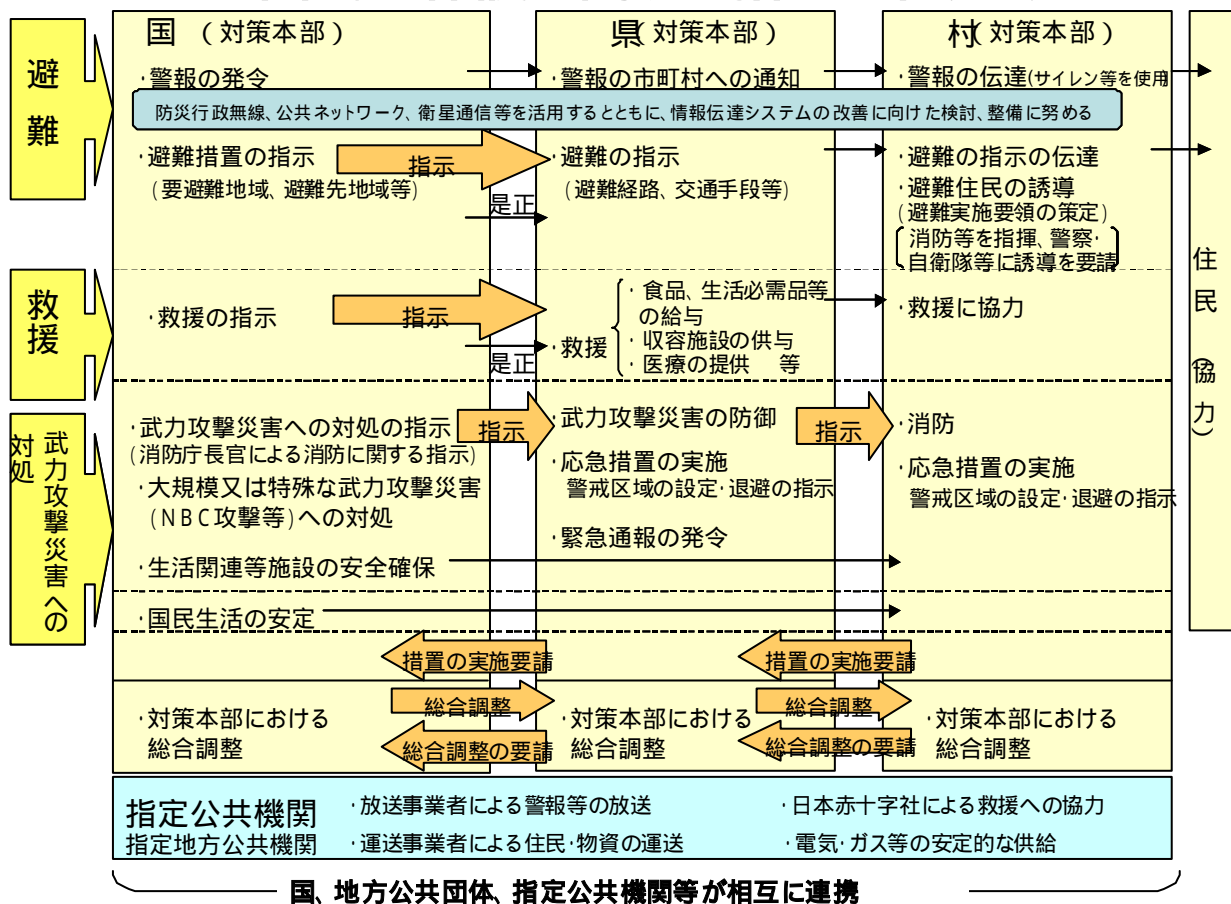 国（対策本部）
県(対策本部）
村(対策本部）
避難
・警報の発令
・警報の市町村への通知
・警報の伝達(サイレン等を使用
防災行政無線、公共ネットワーク、衛星通信等を活用するとともに、情報伝達システムの改善に向けた検討、整備に努める
・避難措置の指示
(要避難地域、避難先地域等)
指示
是正
・避難の指示
(避難経路、交通手段等)
・避難の指示の伝達
・避難住民の誘導
(避難実施要領の策定)
消防等を指揮、警察・
自衛隊等に誘導を要請
救援
・救援の指示
指示
是正
・救援
・食品、生活必需品等
の給与
・収容施設の供与
・医療の提供　等
・救援に協力
武力攻撃災害への
対処
・武力攻撃災害への対処の指示
(消防庁長官による消防に関する指示)
・大規模又は特殊な武力攻撃災害
(NBC攻撃等)への対処
・生活関連等施設の安全確保
指示
・武力攻撃災害の防御
・応急措置の実施
警戒区域の設定・退避の指示
・緊急通報の発令
指示
・消防
・応急措置の実施
警戒区域の設定・退避の指示
・国民生活の安定
措置の実施要請
措置の実施要請
・対策本部における
総合調整
総合調整
総合調整の要請
・対策本部における
総合調整
総合調整
総合調整の要請
・対策本部における
総合調整
住民（協力）
指定公共機関
指定地方公共機関
・放送事業者による警報等の放送
・日本赤十字社による救援への協力
・運送事業者による住民・物資の運送
・電気・ガス等の安定的な供給
国、地方公共団体、指定公共機関等が相互に連携